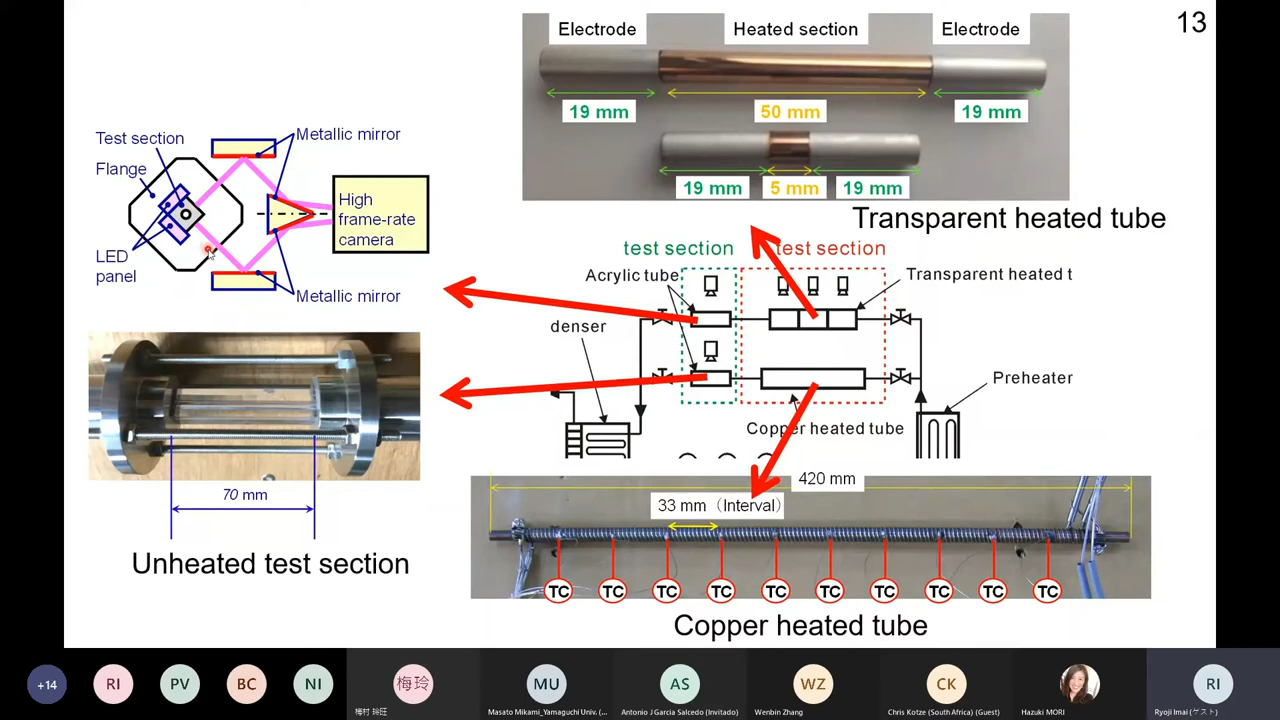 13
Electrode
Heated section
Electrode
19 mm
50 mm
19 mm
19 mm
5 mm
19 mm
Transparent heated tube
Test section
Flange
LED
panel
Metallic mirror
High
frame-rate
camera
Metallic mirror
test section
test section
Acrylic tube
Transparent heated t
denser
Preheater
Copper heated tube
70 mm
Unheated test section
420 mm
33 mm（Interval）
TC
TC
TC
TC
TC
TC
TC
TC
TC
TC
Copper heated tube
+14
RI
PV
BC
NI
梅玲
梅村 玲旺
MU
Masato Mikami_Yamaguchi Univ. (...
AS
Antonio J Garcia Salcedo (Invitado)
WZ
Wenbin Zhang
CK
Chris Kotze (South Africa) (Guest)
Hazuki MORI
RI
Ryoji Imai (ゲスト)